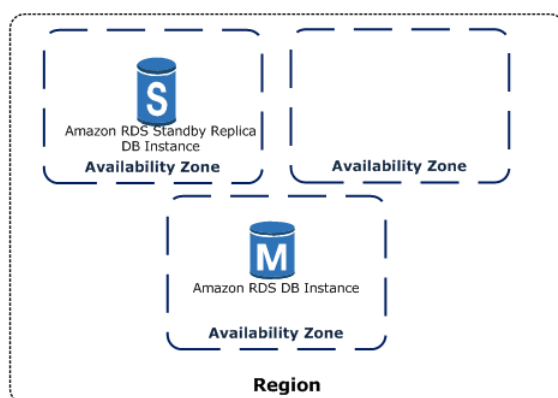 S
Amazon RDS Standby Replica
DB Instance
Availability Zone
Availability Zone
M
Amazon RDS DB Instance
Availability Zone
Region